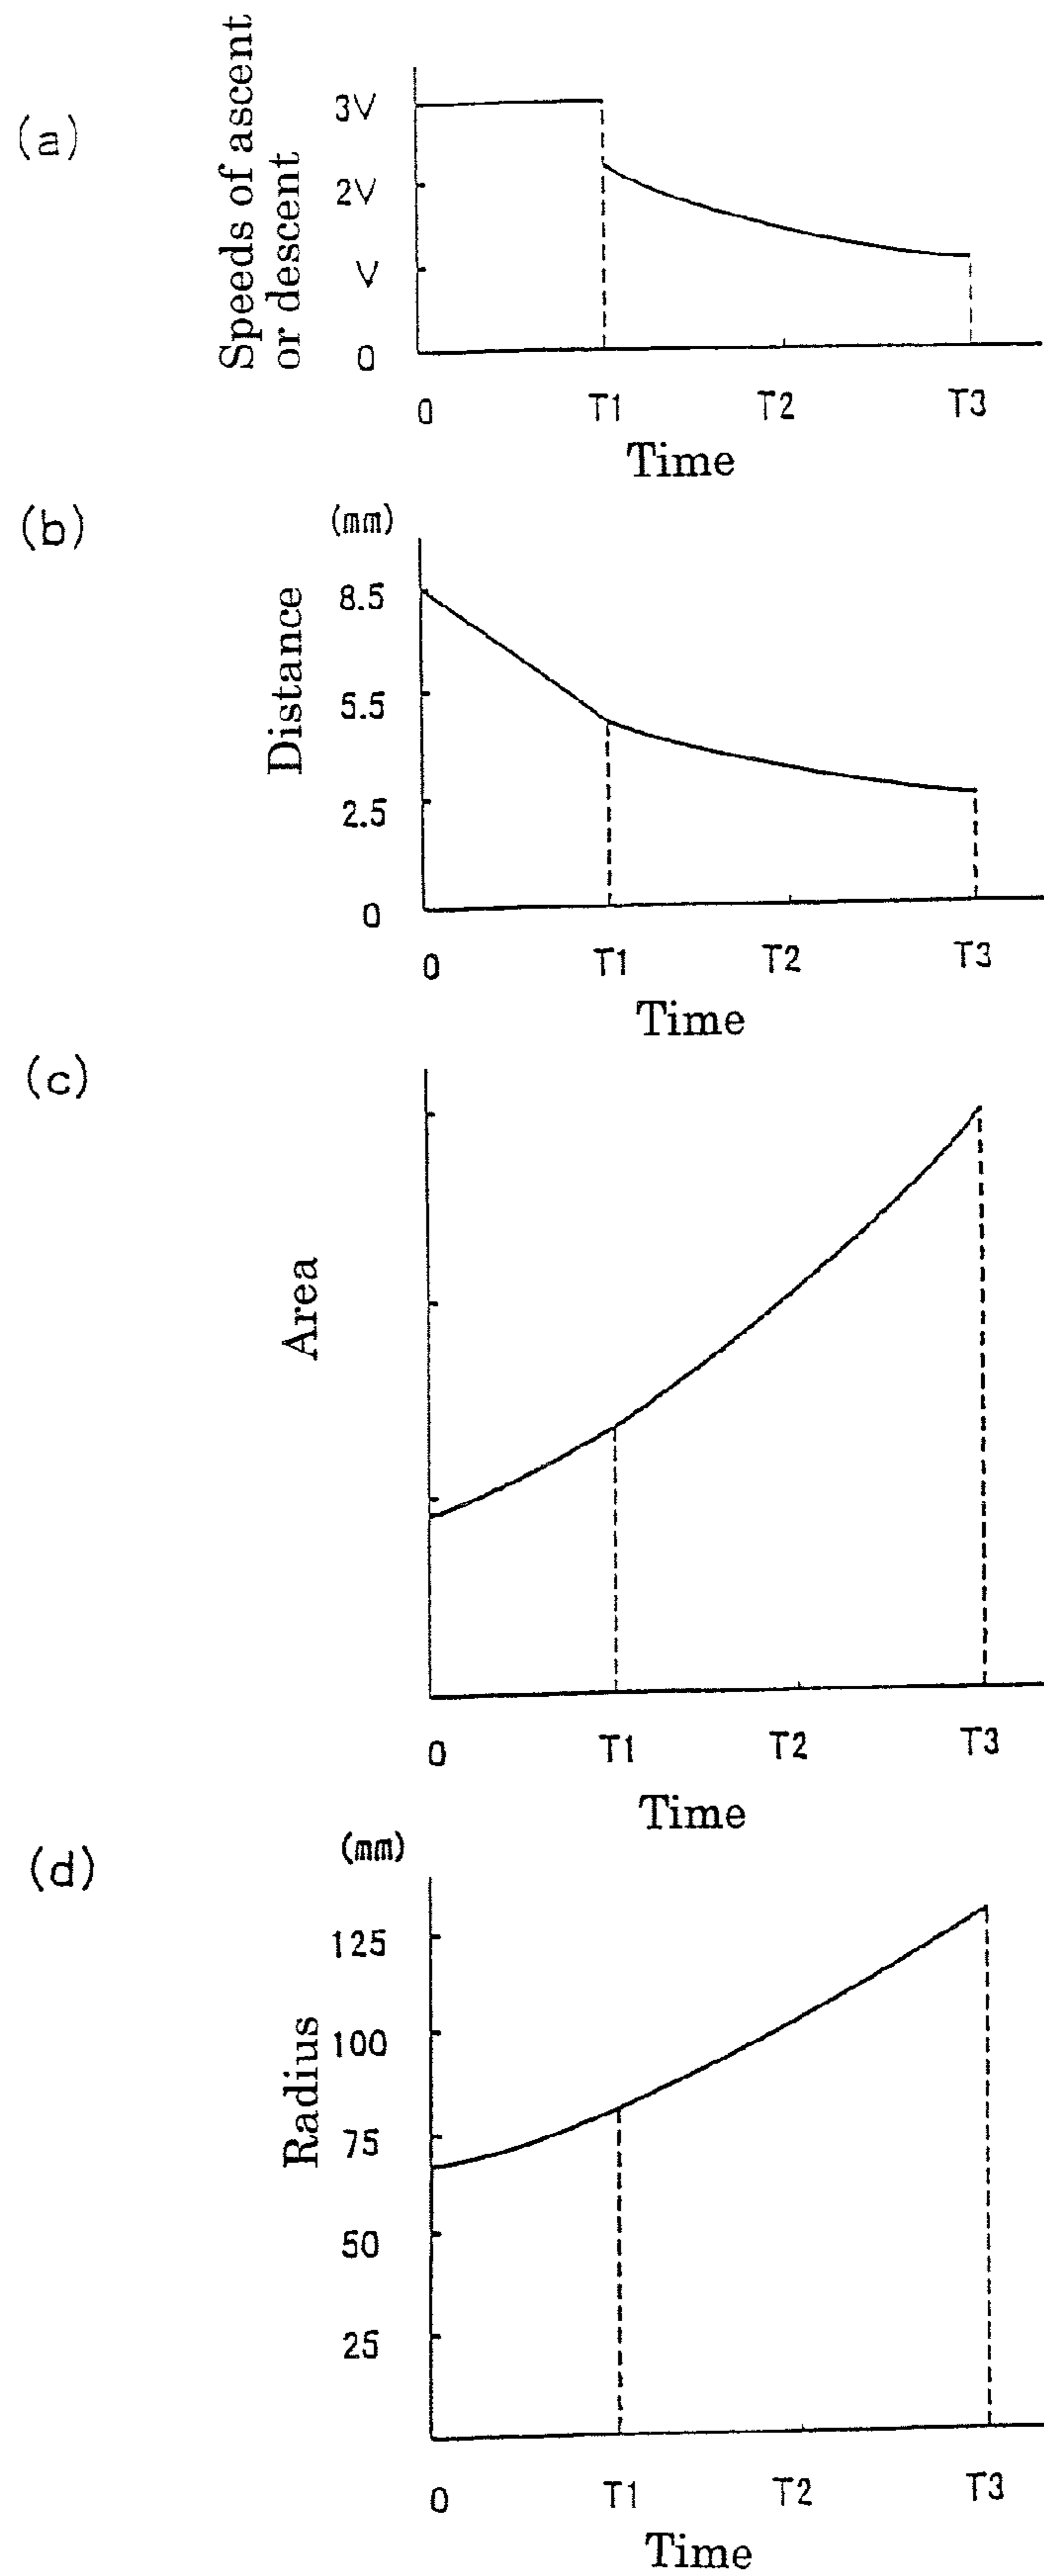 (a)
Speeds of ascent
or descent
3V
2V
V
0
0
T1
T2
T3
Time
(b)
(mm)
Distance
8.5
5.5
2.5
0
0
T1
T2
T3
Time
(c)
Area
0
T1
T2
T3
Time
(d)
(mm)
Radius
125
100
75
50
25
0
T1
T2
T3
Time